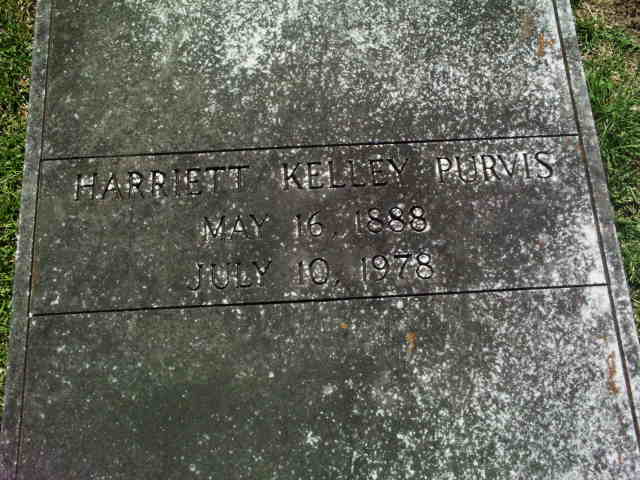 HARRIETT KELLEY PURVIS
MAY 16, 1888
JULY 10, 1978